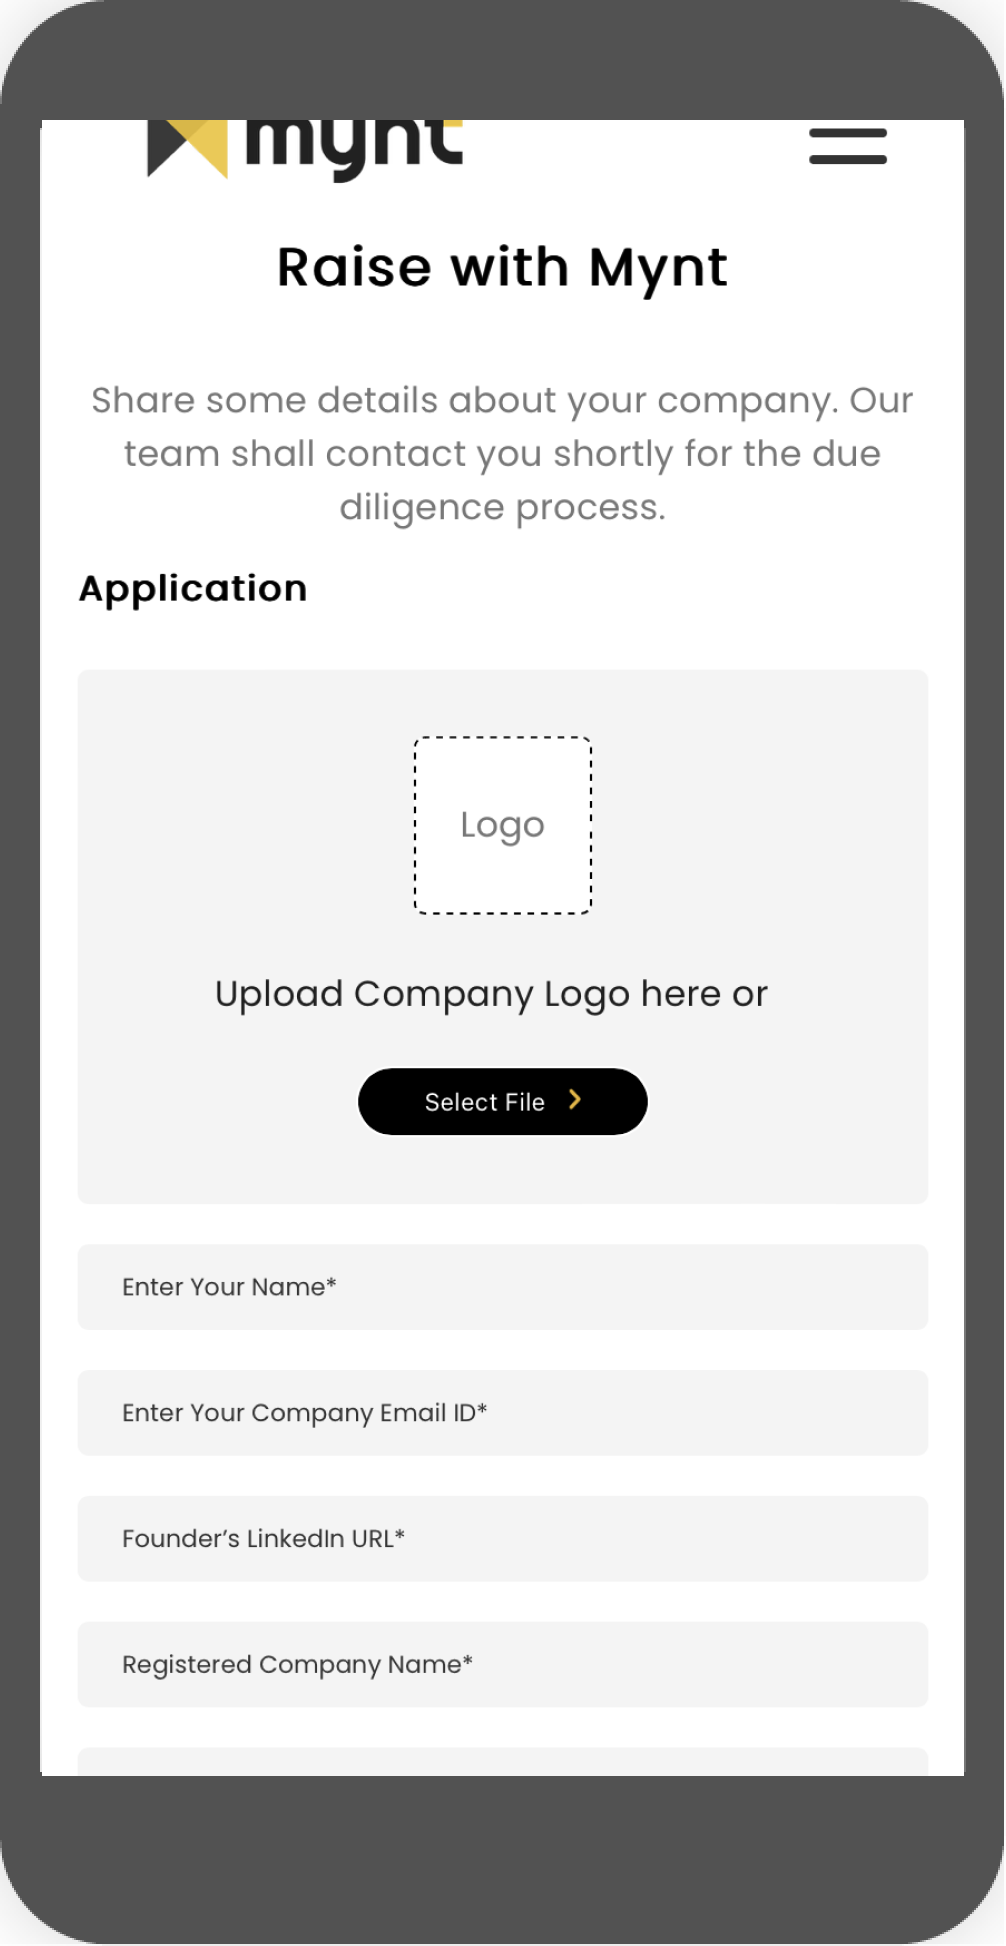 mynt
Raise with Mynt
Share some details about your company. Our
team shall contact you shortly for the due
diligence process.
Application
Logo
Upload Company Logo here or
Select File
Enter Your Name*
Enter Your Company Email ID*
Founder’s LinkedIn URL*
Registered Company Name*